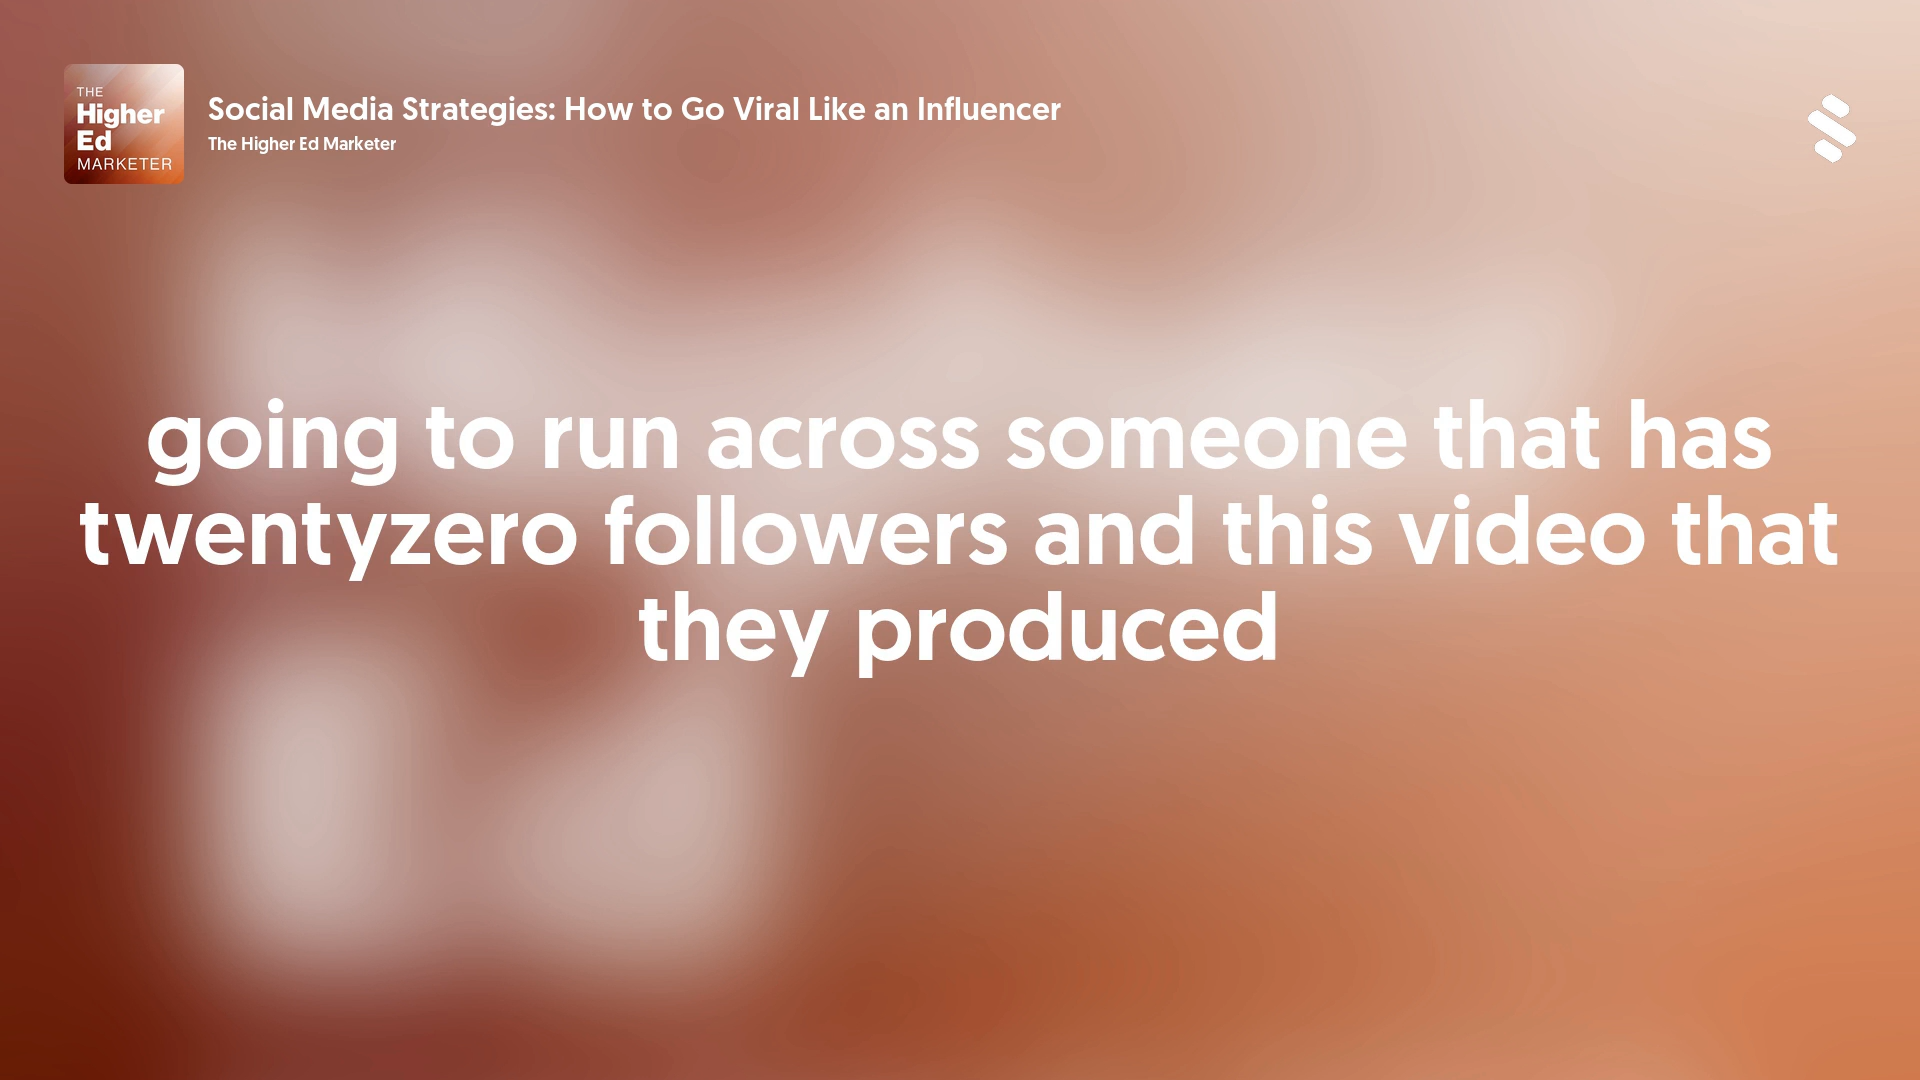 THE
Higher
Ed
MARKETER
Social Media Strategies: How to Go Viral Like an Influencer
The Higher Ed Marketer
going to run across someone that has
twentyzero followers and this video that
they produced